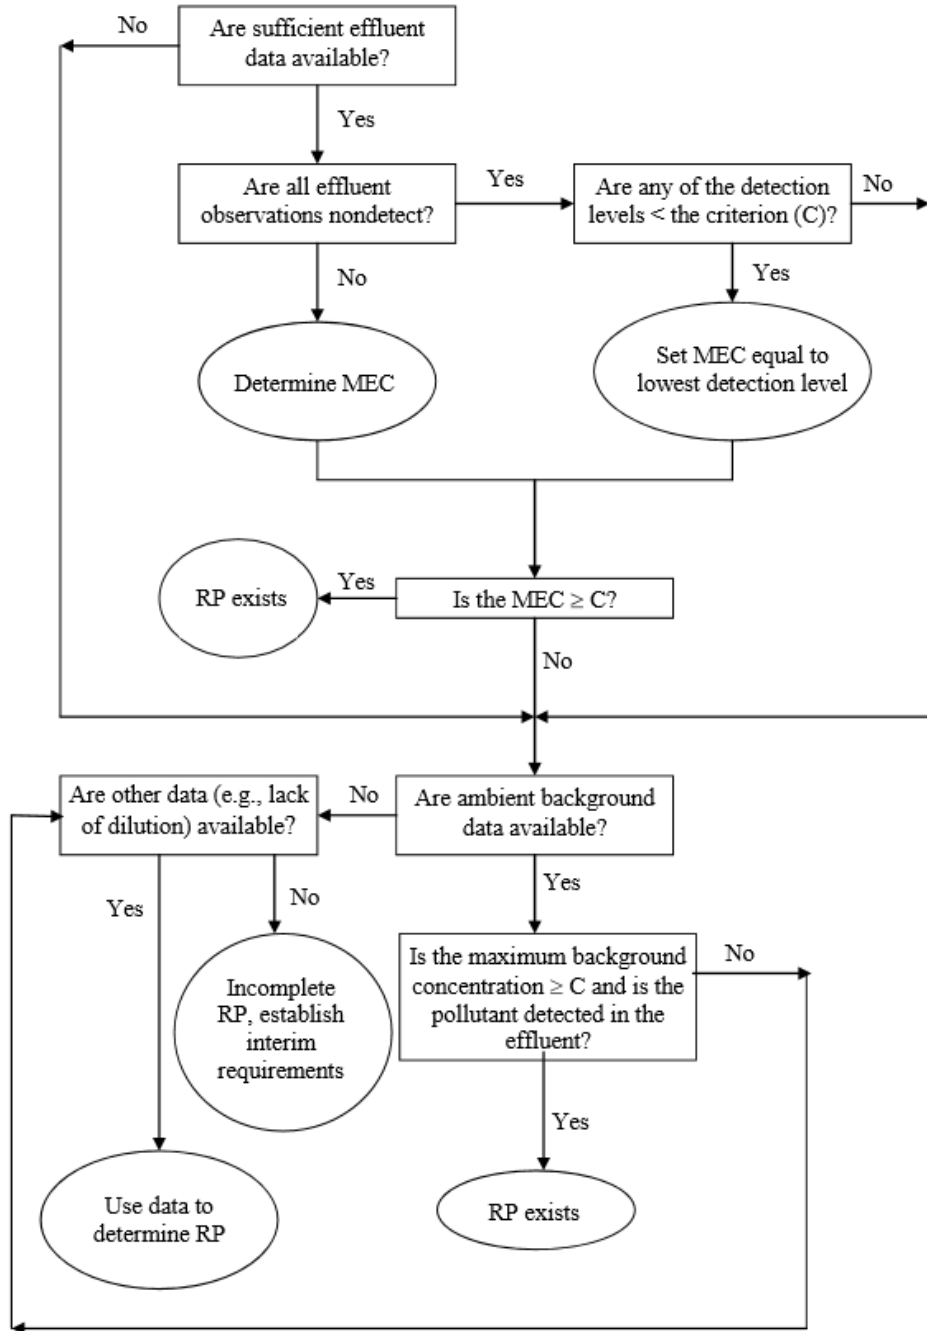 No
Are sufficient effluent
data available?
Yes
Are all effluent
observations nondetect?
Yes
Are any of the detection
levels < the criterion (C)?
No
No
Yes
Determine MEC
Set MEC equal to
lowest detection level
RP exists
Yes
Is the MEC ≥ C?
No
Are other data (e.g., lack
of dilution) available?
No
Are ambient background
data available?
Yes
No
Yes
Incomplete
RP, establish
interim
requirements
Is the maximum background
concentration ≥ C and is the
pollutant detected in the
effluent?
No
Yes
Use data to
determine RP
RP exists